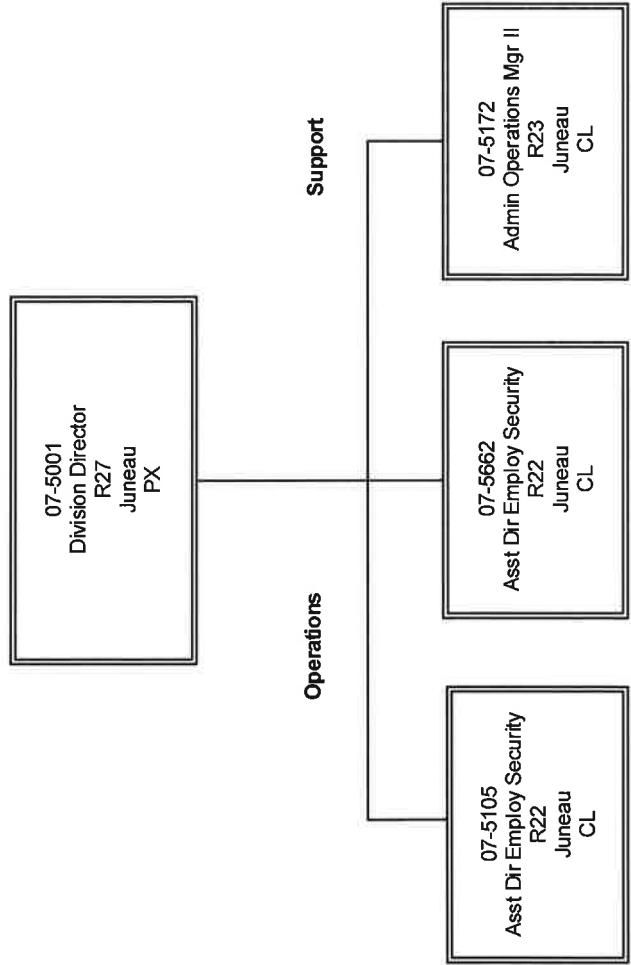 07-5001
Division Director
R27
Juneau
PX
Operations
Support
07-5105
Asst Dir Employ Security
R22
Juneau
CL
07-5662
Asst Dir Employ Security
R22
Juneau
CL
07-5172
Admin Operations Mgr II
R23
Juneau
CL